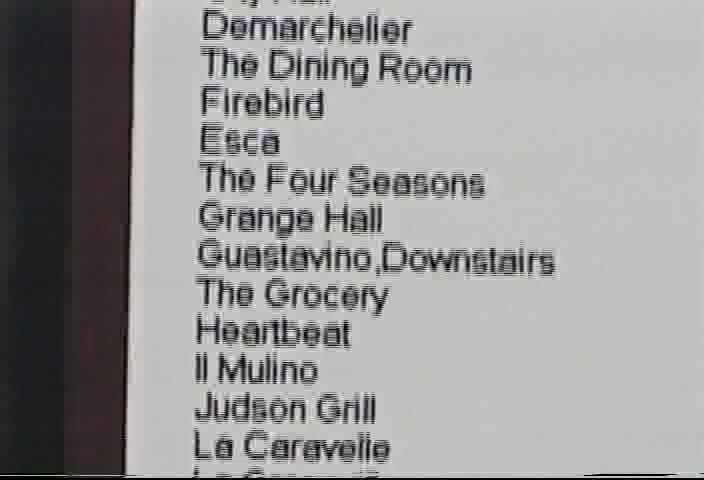 Demarchelier
The Dining Room
Firebird
Esca
The Four Seasons
Grange Hall
Guastavino,Downstairs
The Grocery
Heartbeat
Il Mulino
Judson Grill
La Caravelle